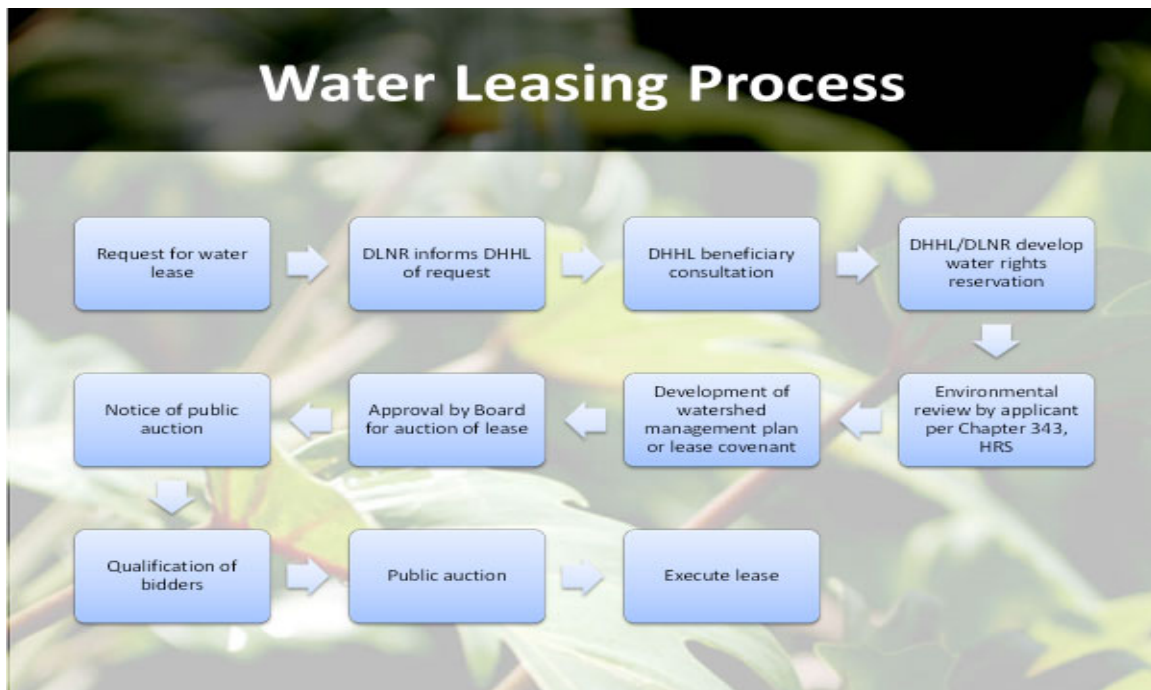 Water Leasing Process
Request for water
lease
DLNR informs DHHL
of request
DHHL beneficiary
consultation
DHHL/DLNR develop
water rights
reservation
Environmental
review by applicant
per Chapter 343,
HRS
Development of
watershed
management plan
or lease covenant
Approval by Board
for auction of lease
Notice of public
auction
Qualification of
bidders
Public auction
Execute lease